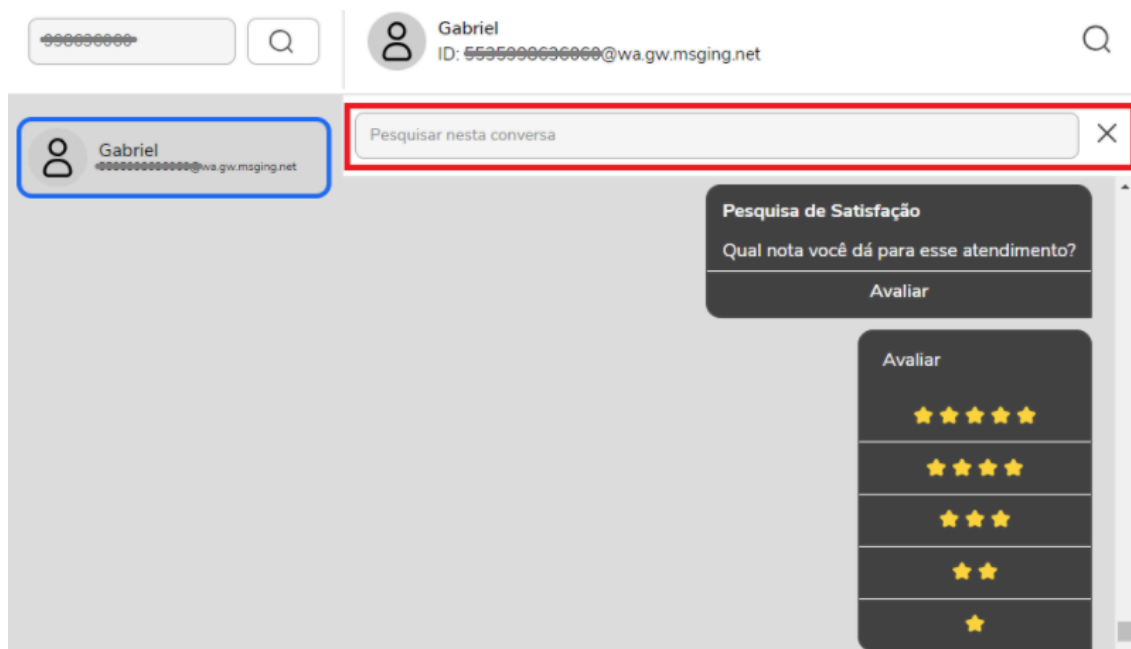 Gabriel
ID: @wa.gw.msging.net
Gabriel
@wa.gw.msging.net
Pesquisar nesta conversa
Pesquisa de Satisfação
Qual nota você dá para esse atendimento?
Avaliar
Avaliar